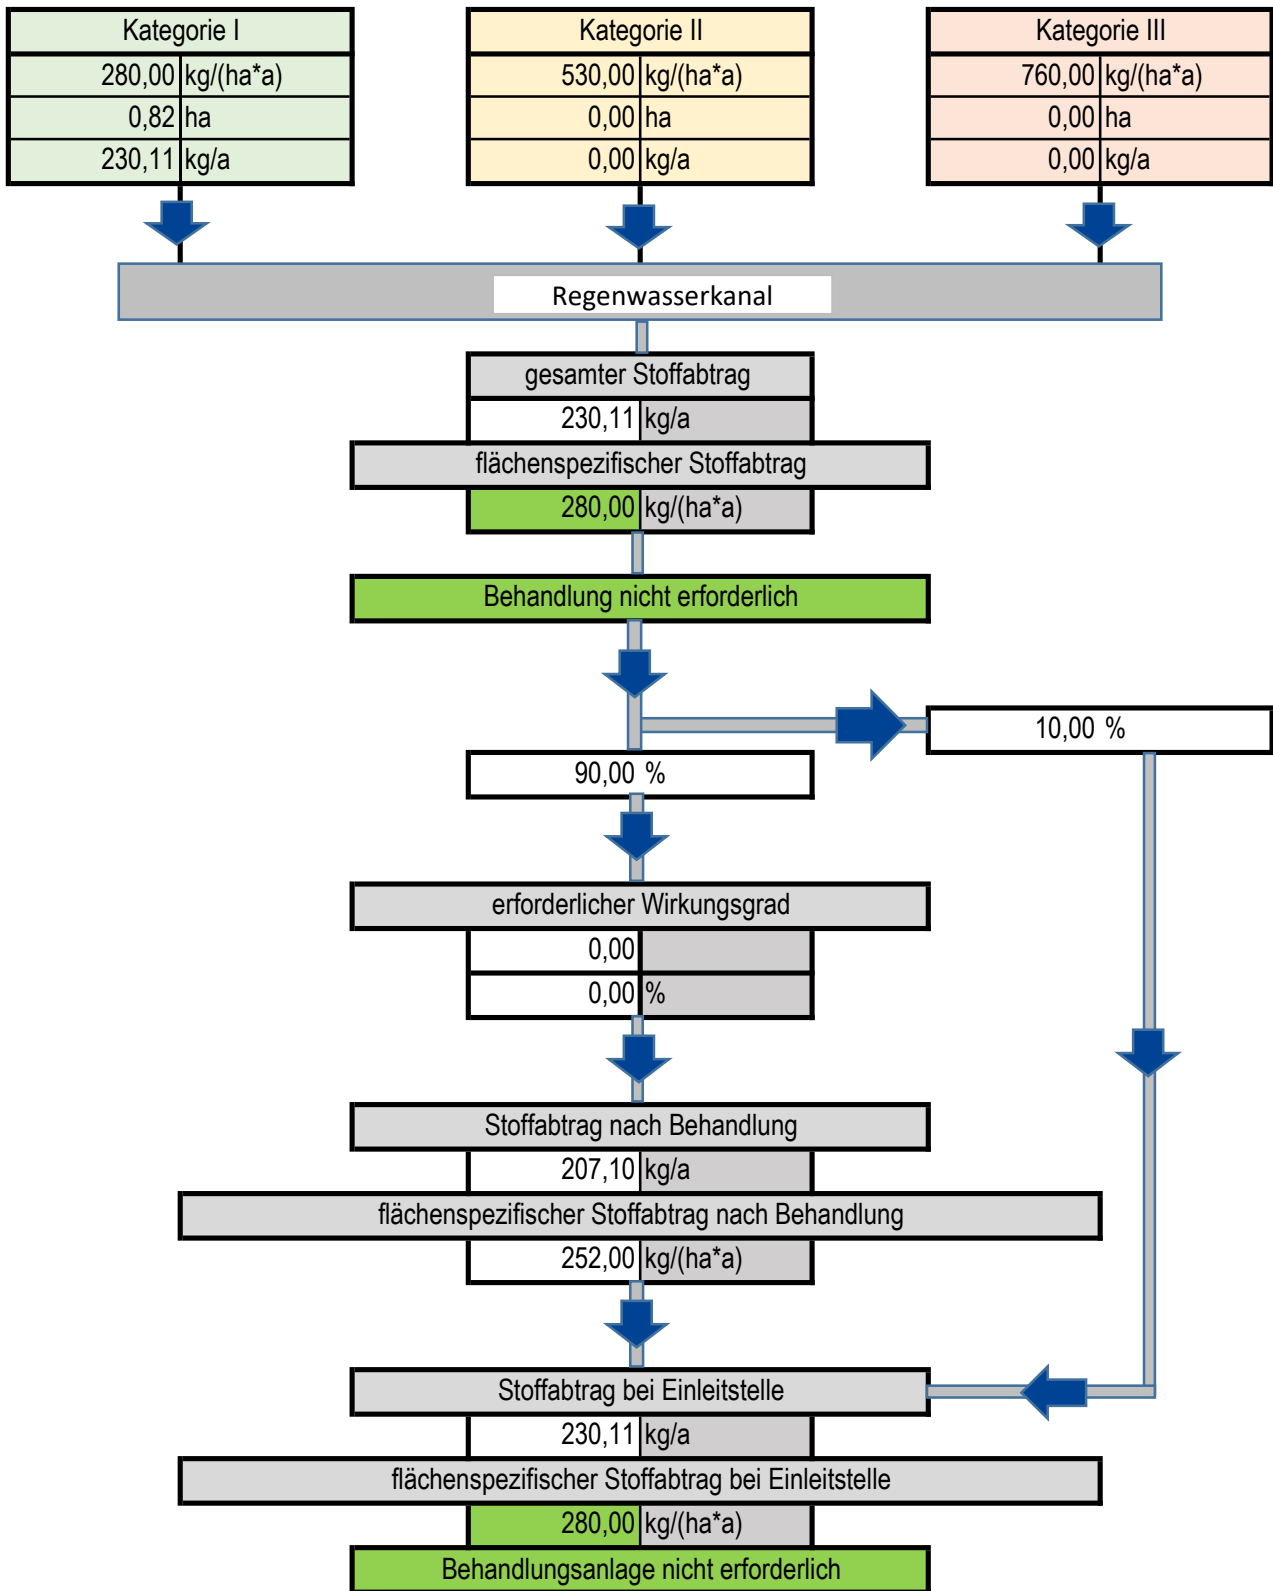 Kategorie I
280,00 kg/(ha*a)
0,82 ha
230,11 kg/a
Kategorie II
530,00 kg/(ha*a)
0,00 ha
0,00 kg/a
Kategorie III
760,00 kg/(ha*a)
0,00 ha
0,00 kg/a
Regenwasserkanal
gesamter Stoffabtrag
230,11 kg/a
flächenspezifischer Stoffabtrag
280,00 kg/(ha*a)
Behandlung nicht erforderlich
10,00 %
90,00 %
erforderlicher Wirkungsgrad
0,00
0,00 %
Stoffabtrag nach Behandlung
207,10 kg/a
flächenspezifischer Stoffabtrag nach Behandlung
252,00 kg/(ha*a)
Stoffabtrag bei Einleitstelle
230,11 kg/a
flächenspezifischer Stoffabtrag bei Einleitstelle
280,00 kg/(ha*a)
Behandlungsanlage nicht erforderlich